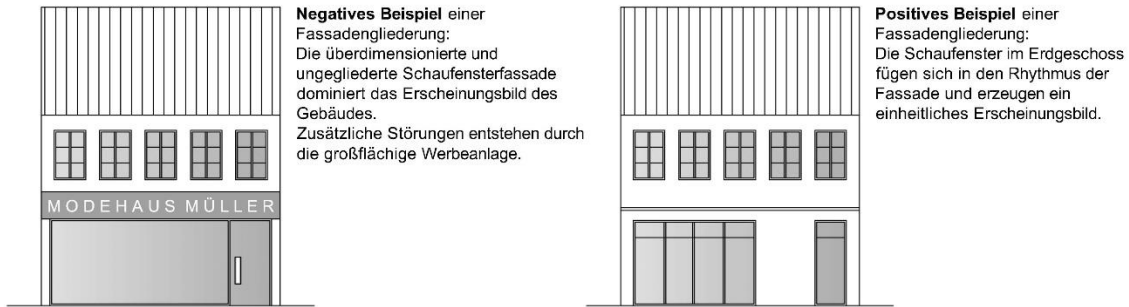 Negatives Beispiel einer
Fassadengliederung:
Die überdimensionierte und
ungegliederte Schaufensterfassade
dominiert das Erscheinungsbild des
Gebäudes.
Zusätzliche Störungen entstehen durch
die großflächige Werbeanlage.
MODEHAUS MÜLLER
Positives Beispiel einer
Fassadengliederung:
Die Schaufenster im Erdgeschoss
fügen sich in den Rhythmus der
Fassade und erzeugen ein
einheitliches Erscheinungsbild.